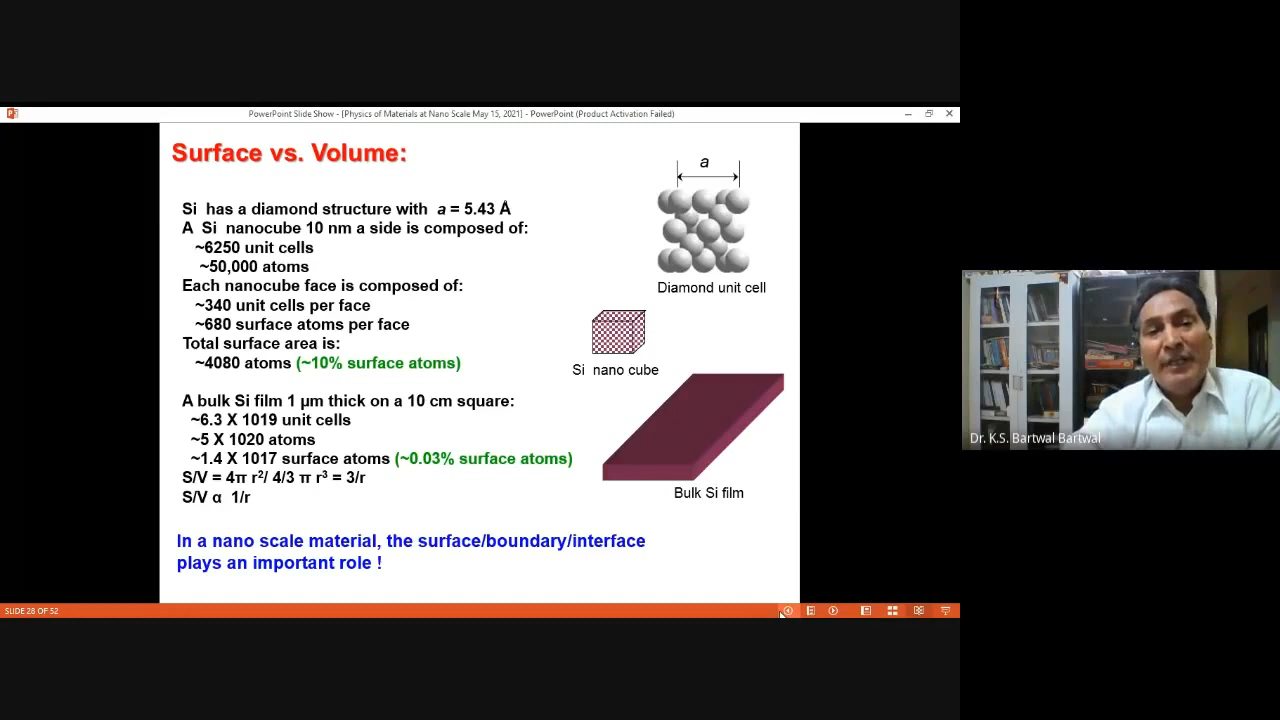 PowerPoint Slide Show - [Physics of Materials at Nano Scale May 15, 2021] - PowerPoint (Product Activation Failed)
Surface vs. Volume:
a
Si has a diamond structure with a = 5.43 Å
A Si nanocube 10 nm a side is composed of:
~6250 unit cells
~50,000 atoms
Each nanocube face is composed of:
~340 unit cells per face
~680 surface atoms per face
Total surface area is:
~4080 atoms (~10% surface atoms)
Diamond unit cell
Si nano cube
A bulk Si film 1 μm thick on a 10 cm square:
~6.3 X 1019 unit cells
~5 X 1020 atoms
~1.4 X 1017 surface atoms (~0.03% surface atoms)
S/V = 4π r²/ 4/3 π r³ = 3/r
S/V α 1/r
Bulk Si film
In a nano scale material, the surface/boundary/interface
plays an important role !
Dr. K.S. Bartwal Bartwal
SLIDE 28 OF 52